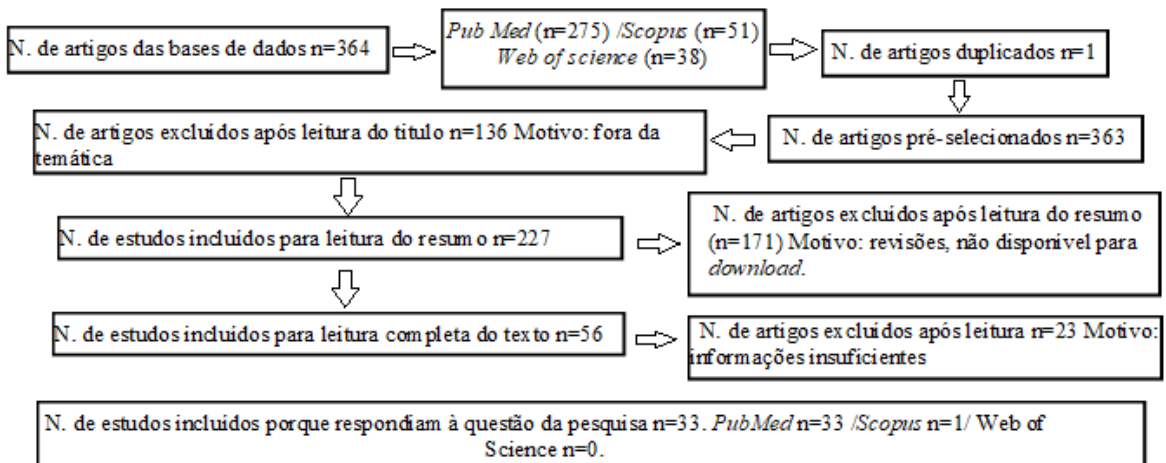 N. de artigos das bases de dados n=364
Pub Med (n=275) /Scopus (n=51)
Web of science (n=38)
N. de artigos duplicados n=1
N. de artigos pré-selecionados n=363
N. de artigos excluídos após leitura do título n=136 Motivo: fora da
temática
N. de estudos incluídos para leitura do resumo n=227
N. de artigos excluídos após leitura do resumo
(n=171) Motivo: revisões, não disponível para
download.
N. de estudos incluídos para leitura completa do texto n=56
N. de artigos excluídos após leitura n=23 Motivo:
informações insuficientes
N. de estudos incluídos porque respondiam à questão da pesquisa n=33. PubMed n=33 /Scopus n=1/ Web of
Science n=0.